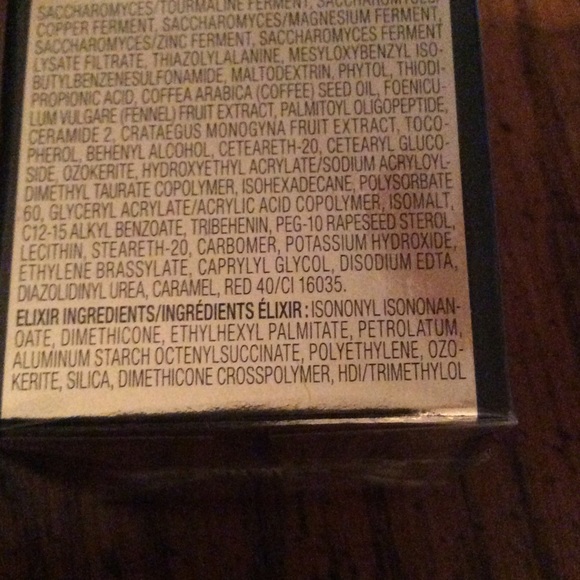 SACCHAROMYCES/TOURMALINE FERMENT, SACCHAROMYCES/
COPPER FERMENT, SACCHAROMYCES/MAGNESIUM FERMENT,
SACCHAROMYCES/ZINC FERMENT, SACCHAROMYCES FERMENT
LYSATE FILTRATE, THIAZOLYLALANINE, MESYLOXYBENZYL ISO-
BUTYLBENZENESULFONAMIDE, MALTODEXTRIN, PHYTOL, THIODI-
PROPIONIC ACID, COFFEA ARABICA (COFFEE) SEED OIL, FOENICU-
LUM VULGARE (FENNEL) FRUIT EXTRACT, PALMITOYL OLIGOPEPTIDE,
CERAMIDE 2, CRATAEGUS MONOGYNA FRUIT EXTRACT, TOCO-
PHEROL, BEHENYL ALCOHOL, CETEARETH-20, CETEARYL GLUCO-
SIDE, OZOKERITE, HYDROXYETHYL ACRYLATE/SODIUM ACRYLOYL-
DIMETHYL TAURATE COPOLYMER, ISOHEXADECANE, POLYSORBATE
60, GLYCERYL ACRYLATE/ACRYLIC ACID COPOLYMER, ISOMALT,
C12-15 ALKYL BENZOATE, TRIBEHENIN, PEG-10 RAPESEED STEROL,
LECITHIN, STEARETH-20, CARBOMER, POTASSIUM HYDROXIDE,
ETHYLENE BRASSYLATE, CAPRYLYL GLYCOL, DISODIUM EDTA,
DIAZOLIDINYL UREA, CARAMEL, RED 40/CI 16035.
ELIXIR INGREDIENTS/INGRÉDIENTS ÉLIXIR : ISONONYL ISONONAN-
OATE, DIMETHICONE, ETHYLHEXYL PALMITATE, PETROLATUM,
ALUMINUM STARCH OCTENYLSUCCINATE, POLYETHYLENE, OZO-
KERITE, SILICA, DIMETHICONE CROSSPOLYMER, HDI/TRIMETHYLOL